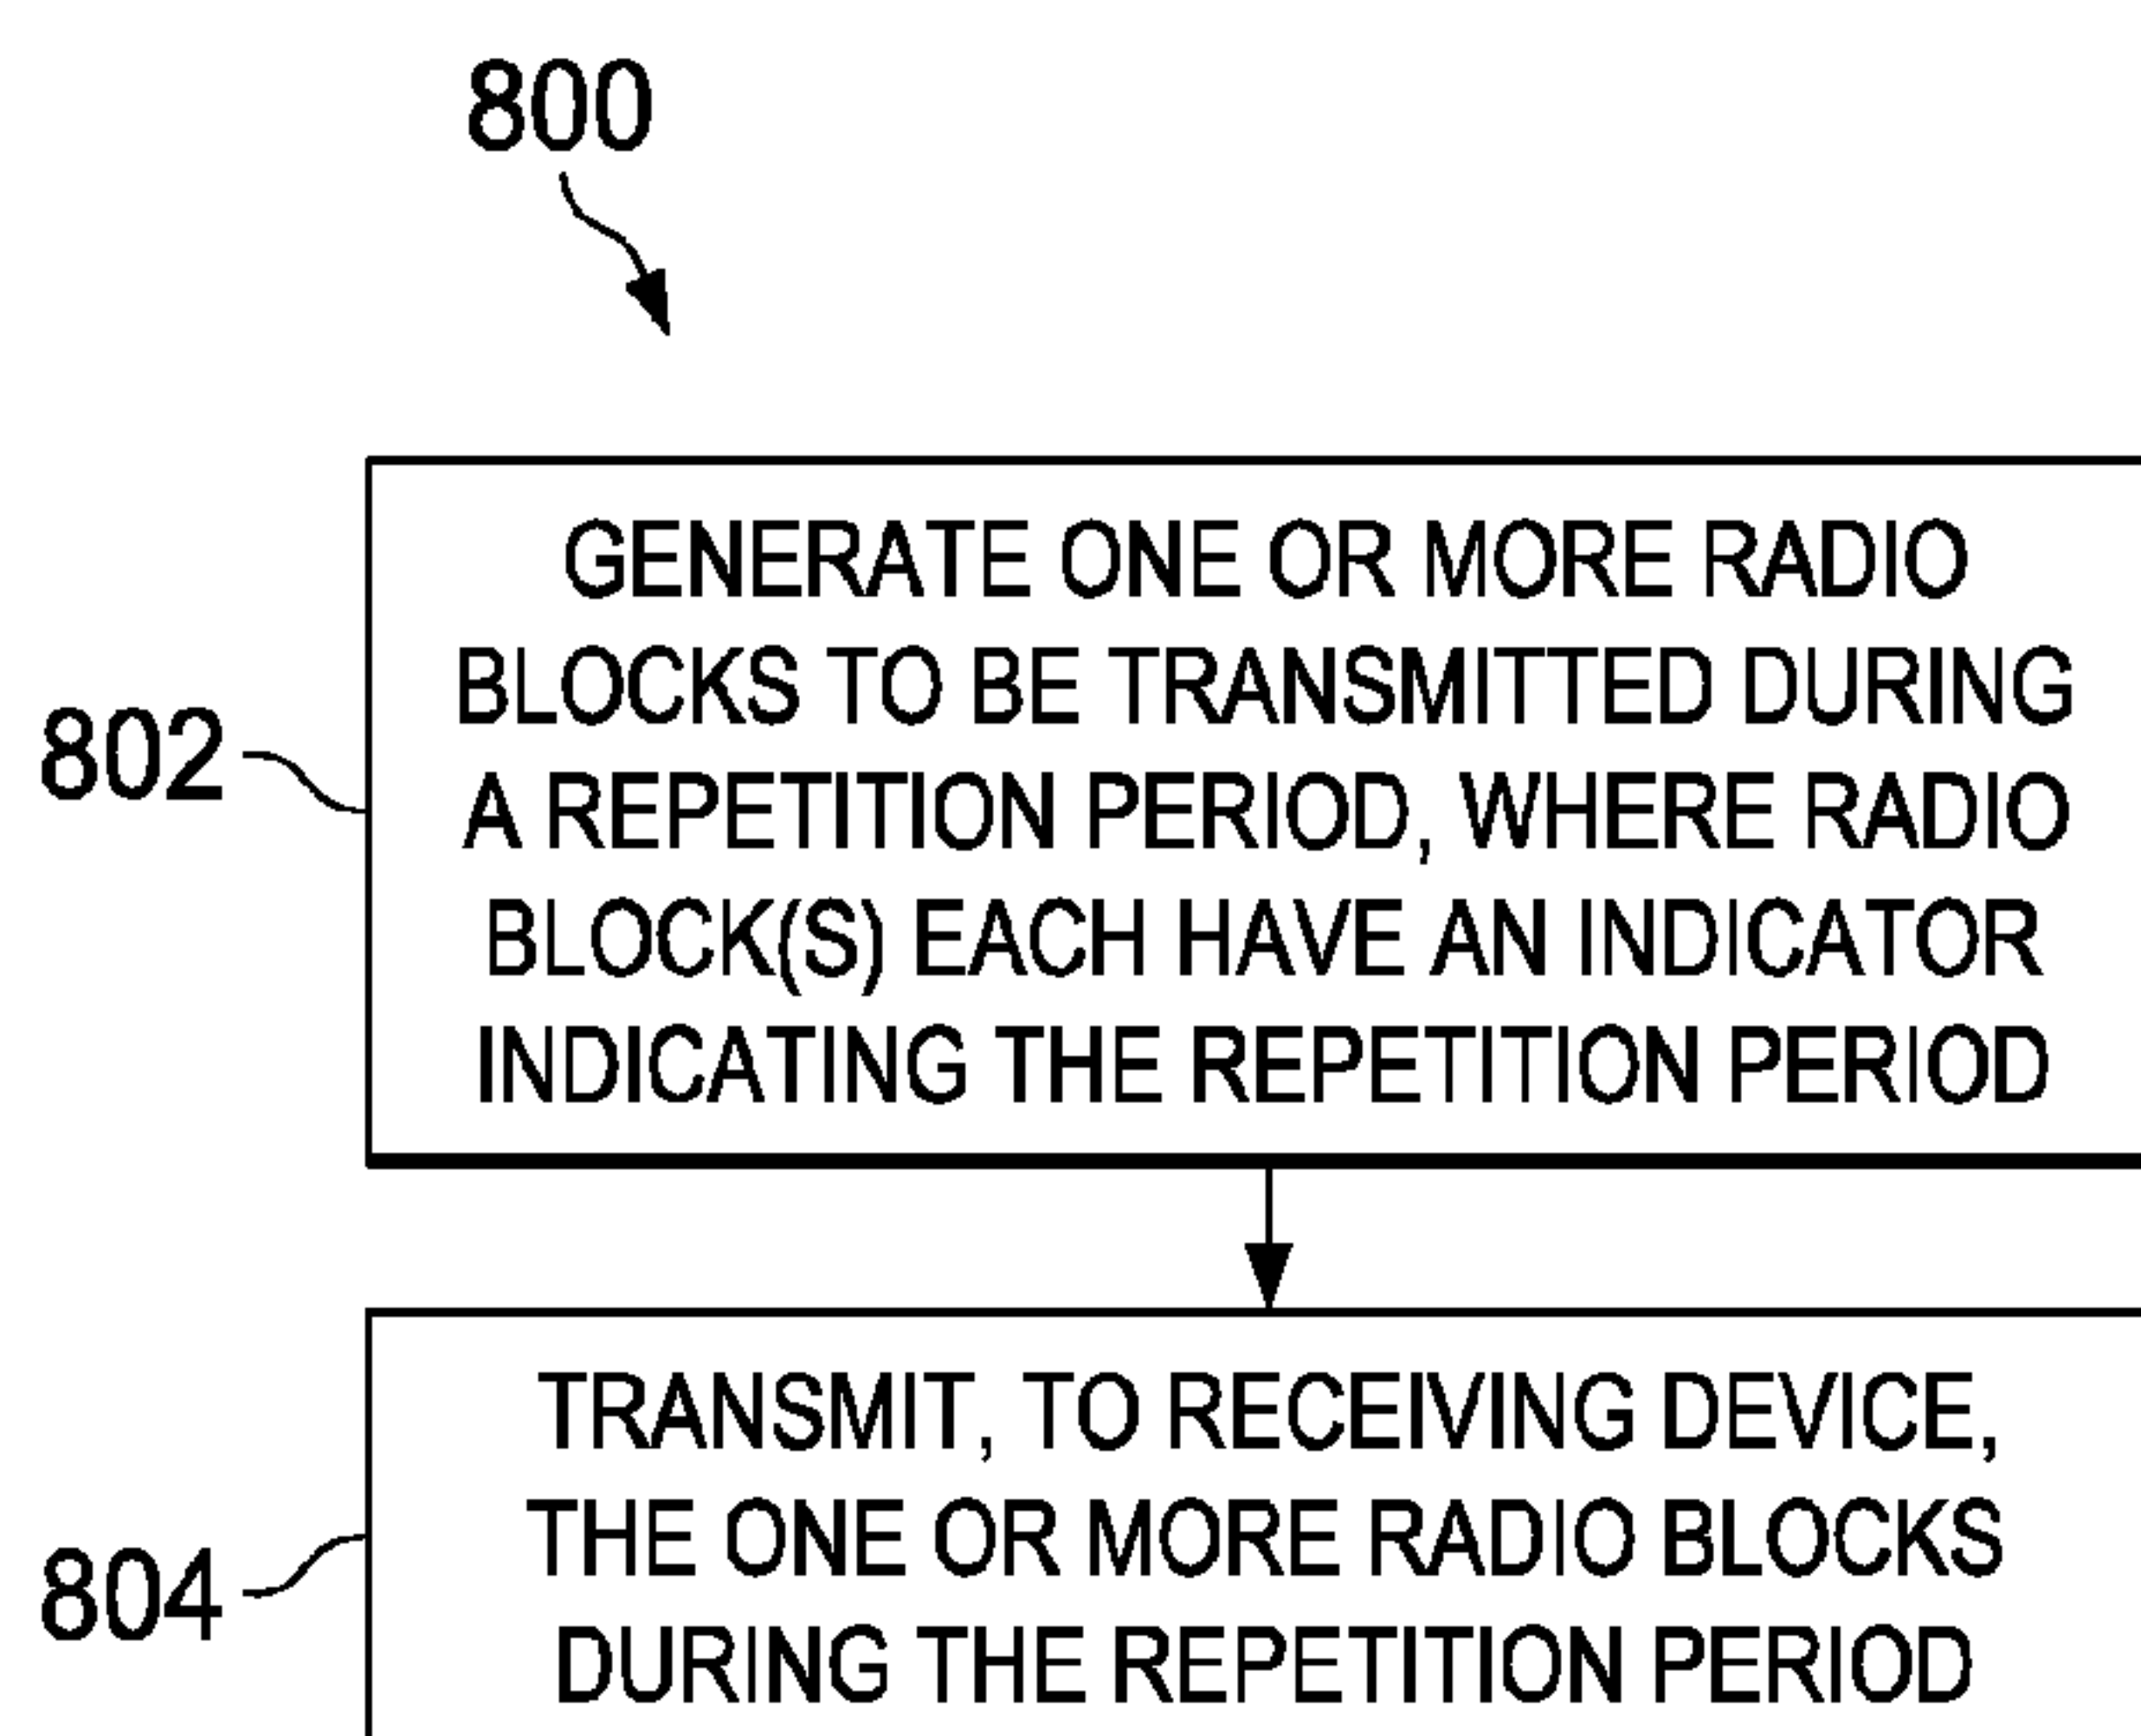 800
802
GENERATE ONE OR MORE RADIO
BLOCKS TO BE TRANSMITTED DURING
A REPETITION PERIOD, WHERE RADIO
BLOCK(S) EACH HAVE AN INDICATOR
INDICATING THE REPETITION PERIOD
804
TRANSMIT, TO RECEIVING DEVICE,
THE ONE OR MORE RADIO BLOCKS
DURING THE REPETITION PERIOD